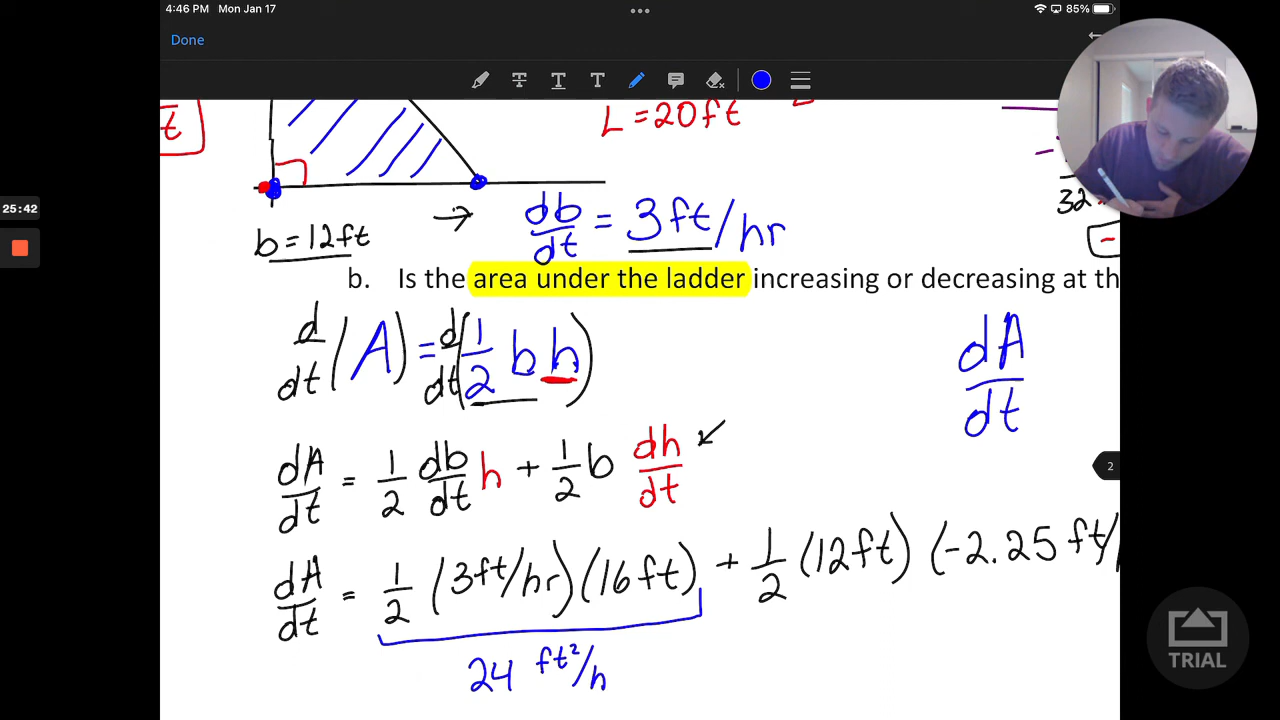 4:46 PM Mon Jan 17
85%
Done
T T T
25:42
t
L = 20ft
db/dt = 3ft/hr
b = 12ft
32
b. Is the area under the ladder increasing or decreasing at th
d/dt (A) = d/dt (1/2 b h)
dA/dt
dA/dt = 1/2 db/dt h + 1/2 b dh/dt
2
dA/dt = 1/2 (3ft/hr)(16ft) + 1/2 (12ft) (-2.25 ft/
24 ft²/h
TRIAL